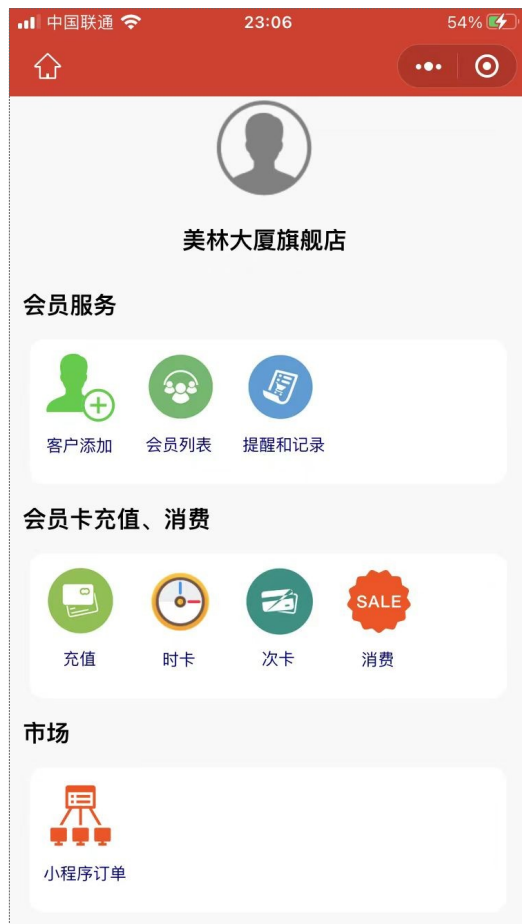 中国联通 23:06 54%
美林大厦旗舰店
会员服务
客户添加 会员列表 提醒和记录
会员卡充值、消费
SALE
充值 时卡 次卡 消费
市场
小程序订单